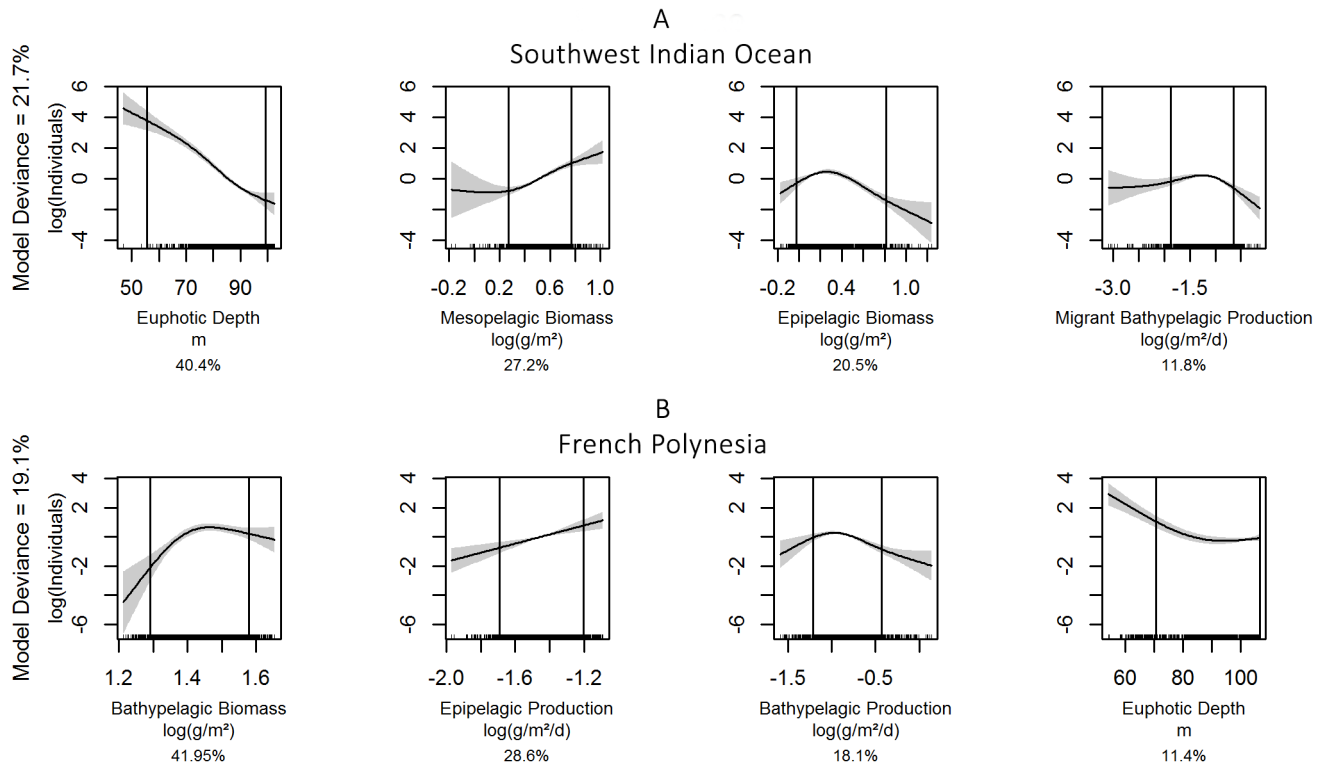 A
Southwest Indian Ocean
Model Deviance = 21.7%
log(Individuals)
6
4
2
0
-4
50 70 90
Euphotic Depth
m
40.4%
6
4
2
0
-4
-0.2 0.2 0.6 1.0
Mesopelagic Biomass
log(g/m²)
27.2%
6
4
2
0
-4
-0.2 0.4 1.0
Epipelagic Biomass
log(g/m²)
20.5%
6
4
2
0
-4
-3.0 -1.5
Migrant Bathypelagic Production
log(g/m²/d)
11.8%
B
French Polynesia
Model Deviance = 19.1%
log(Individuals)
4
2
-2
-6
1.2 1.4 1.6
Bathypelagic Biomass
log(g/m²)
41.95%
4
2
-2
-6
-2.0 -1.6 -1.2
Epipelagic Production
log(g/m²/d)
28.6%
4
2
-2
-6
-1.5 -0.5
Bathypelagic Production
log(g/m²/d)
18.1%
4
2
-2
-6
60 80 100
Euphotic Depth
m
11.4%